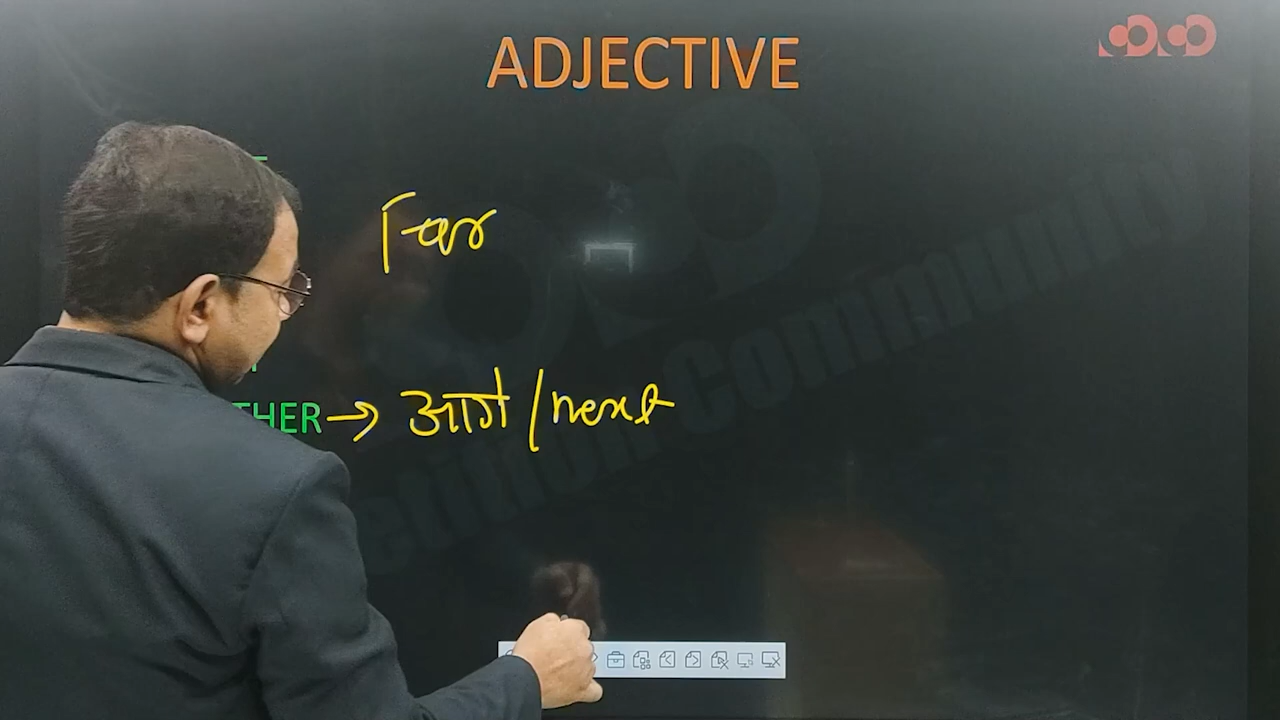 ADJECTIVE
Far
THER → आगे / next